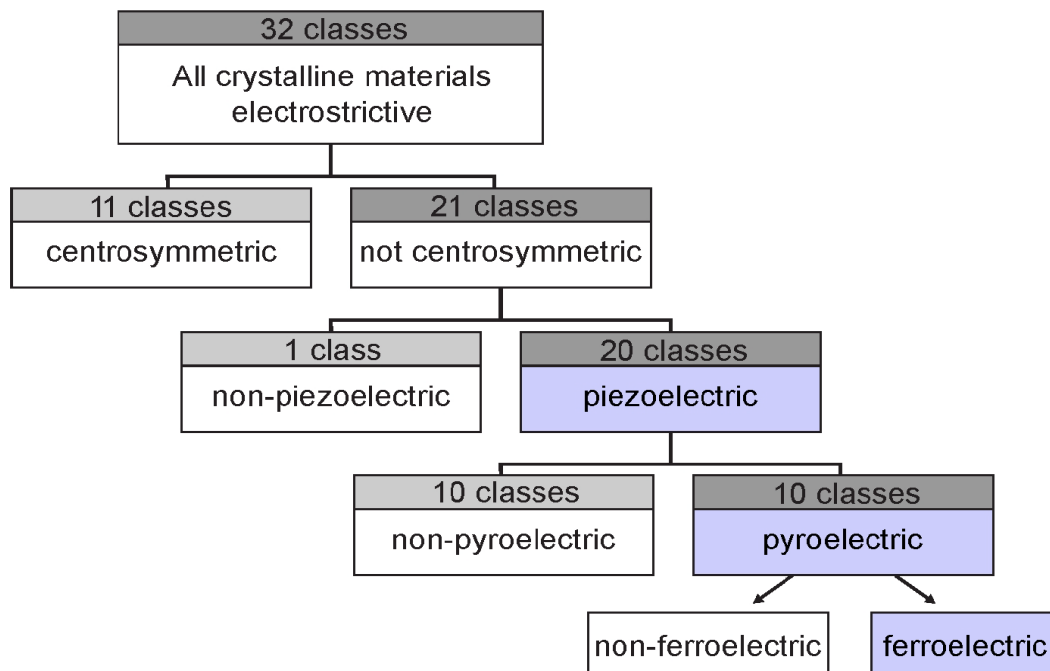 32 classes
All crystalline materials
electrostrictive
11 classes
centrosymmetric
21 classes
not centrosymmetric
1 class
non-piezoelectric
20 classes
piezoelectric
10 classes
non-pyroelectric
10 classes
pyroelectric
non-ferroelectric
ferroelectric